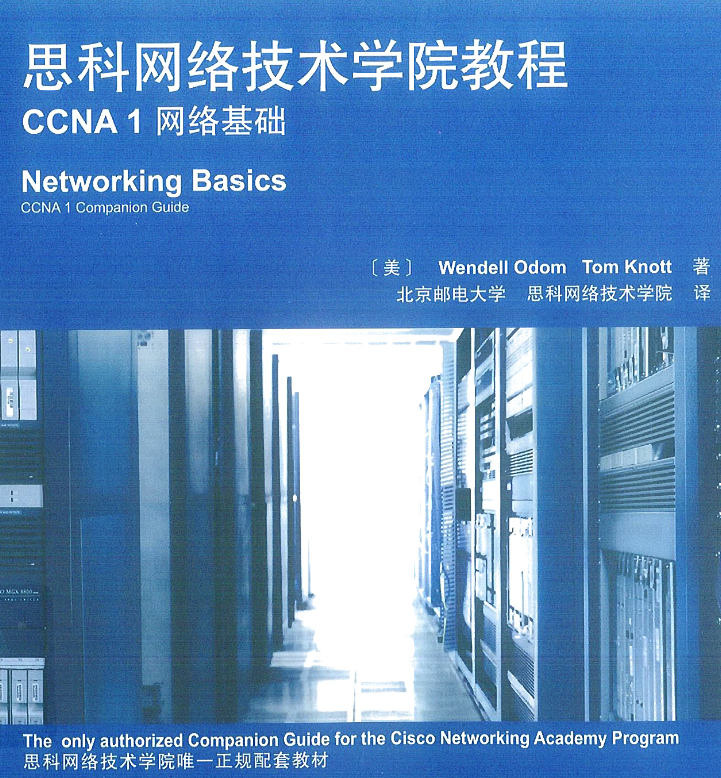 思科网络技术学院教程
CCNA 1 网络基础
Networking Basics
CCNA 1 Companion Guide
〔美〕 Wendell Odom Tom Knott 著
北京邮电大学 思科网络技术学院 译
MGX 8800
The only authorized Companion Guide for the Cisco Networking Academy Program
思科网络技术学院唯一正规配套教材